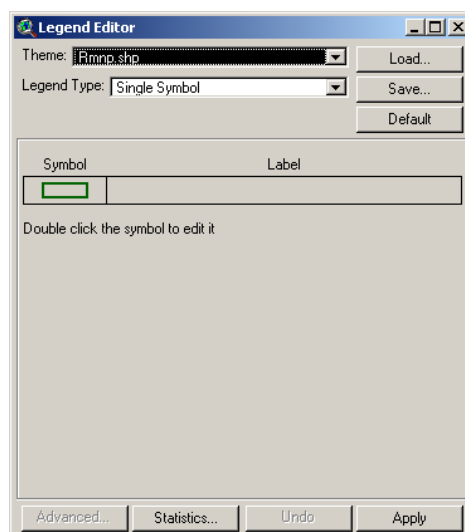 Legend Editor
Theme: Rmnp.shp
Load...
Legend Type: Single Symbol
Save...
Default
Symbol Label
Double click the symbol to edit it
Advanced... Statistics... Undo Apply